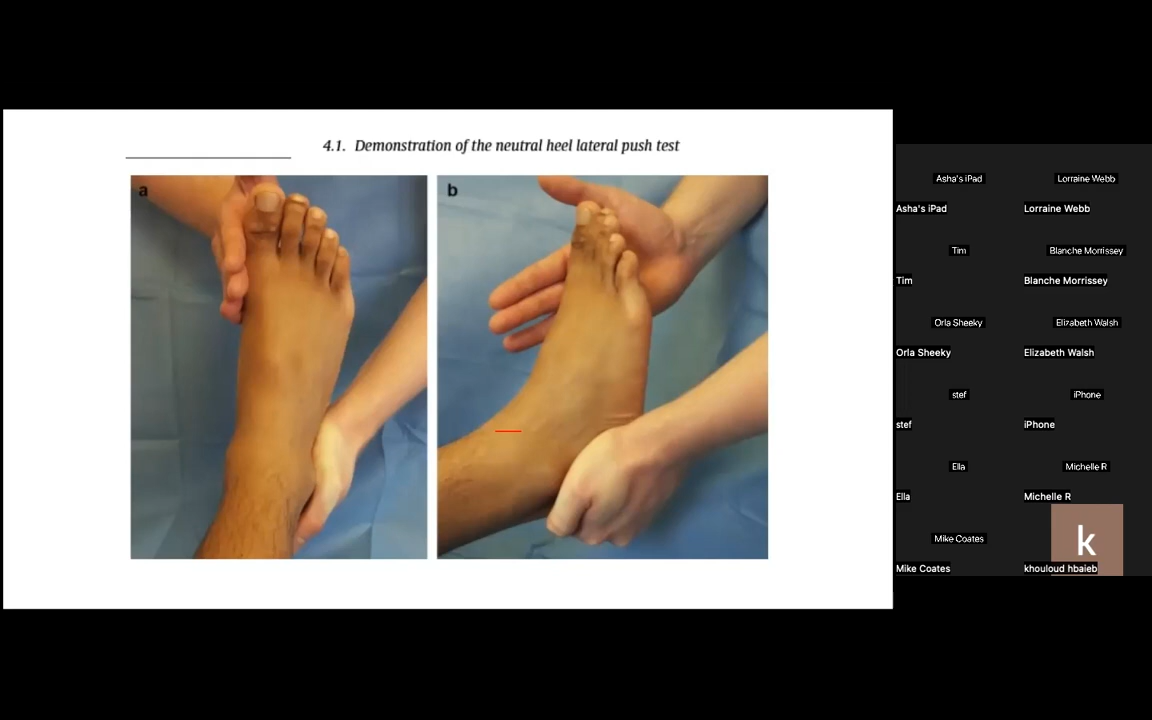 4.1. Demonstration of the neutral heel lateral push test
a
b
Asha's iPad
Lorraine Webb
Asha's iPad
Lorraine Webb
Tim
Blanche Morrissey
Tim
Blanche Morrissey
Orla Sheeky
Elizabeth Walsh
Orla Sheeky
Elizabeth Walsh
stef
iPhone
stef
iPhone
Ella
Michelle R
Ella
Michelle R
Mike Coates
k
Mike Coates
khouloud hbaieb